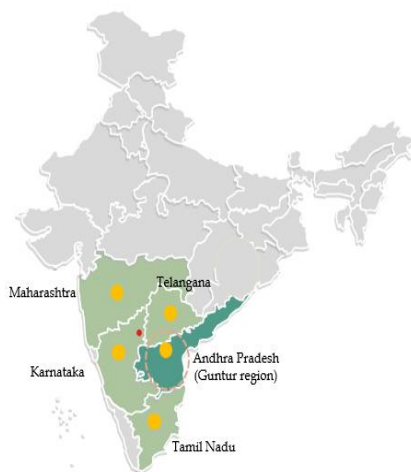 Telangana
Maharashtra
Andhra Pradesh
(Guntur region)
Karnataka
Tamil Nadu